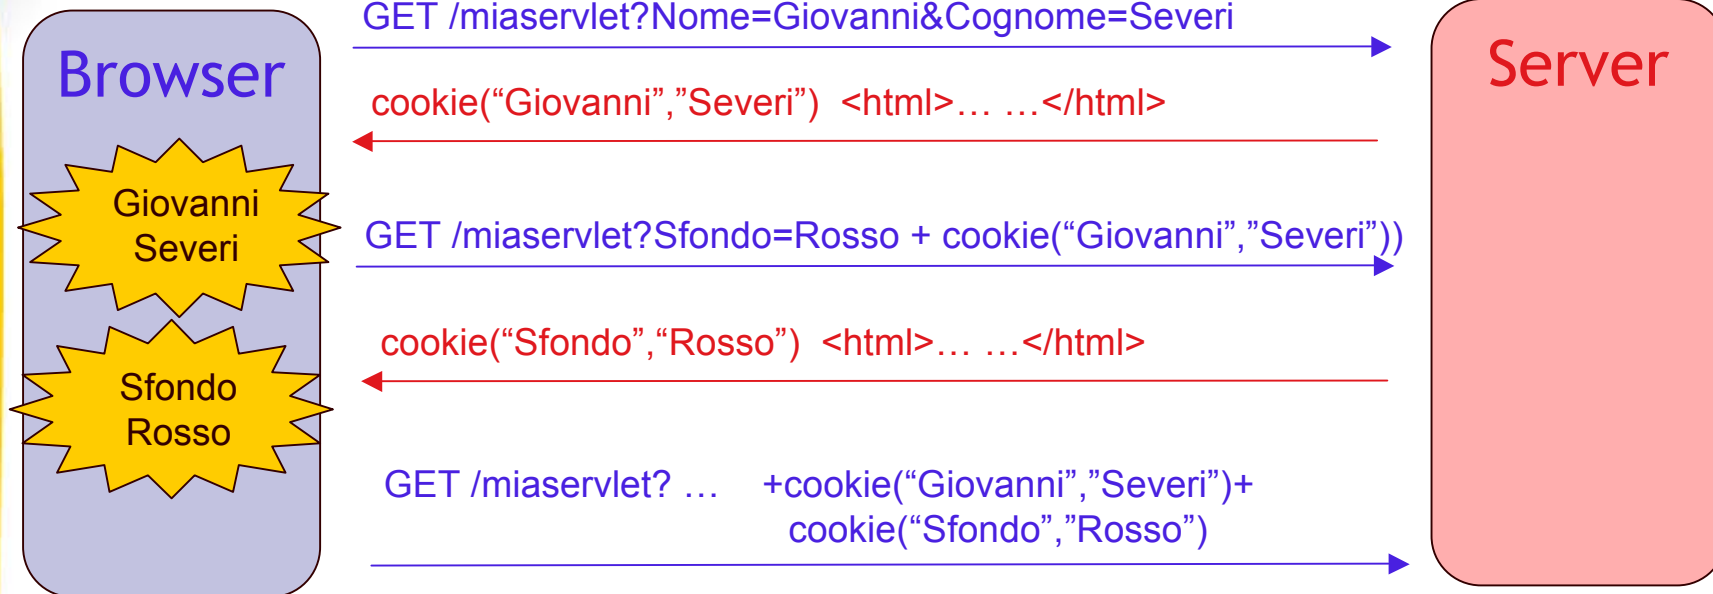 GET /miaservlet?Nome=Giovanni&Cognome=Severi
Browser
Server
cookie(“Giovanni”,”Severi”) <html>… …</html>
Giovanni
Severi
GET /miaservlet?Sfondo=Rosso + cookie(“Giovanni”,”Severi”))
cookie(“Sfondo”,“Rosso”) <html>… …</html>
Sfondo
Rosso
GET /miaservlet? … +cookie(“Giovanni”,”Severi”)+
cookie(“Sfondo”,”Rosso”)